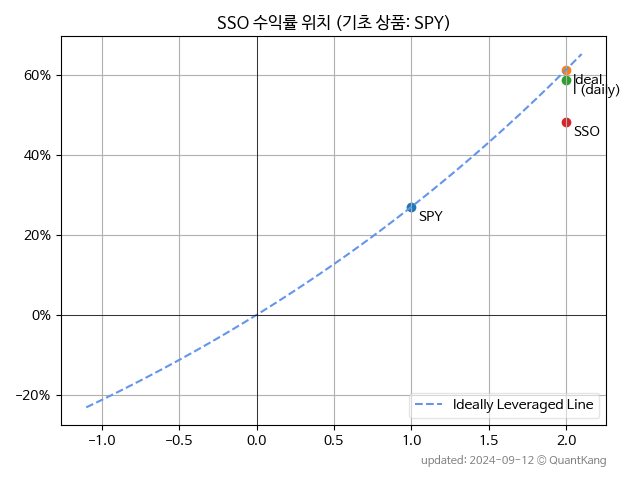 SSO 수익률 위치 (기초 상품: SPY)
60%
40%
20%
0%
−20%
Ideal
(daily)
SSO
SPY
Ideally Leveraged Line
−1.0 −0.5 0.0 0.5 1.0 1.5 2.0
updated: 2024-09-12 © QuantKang